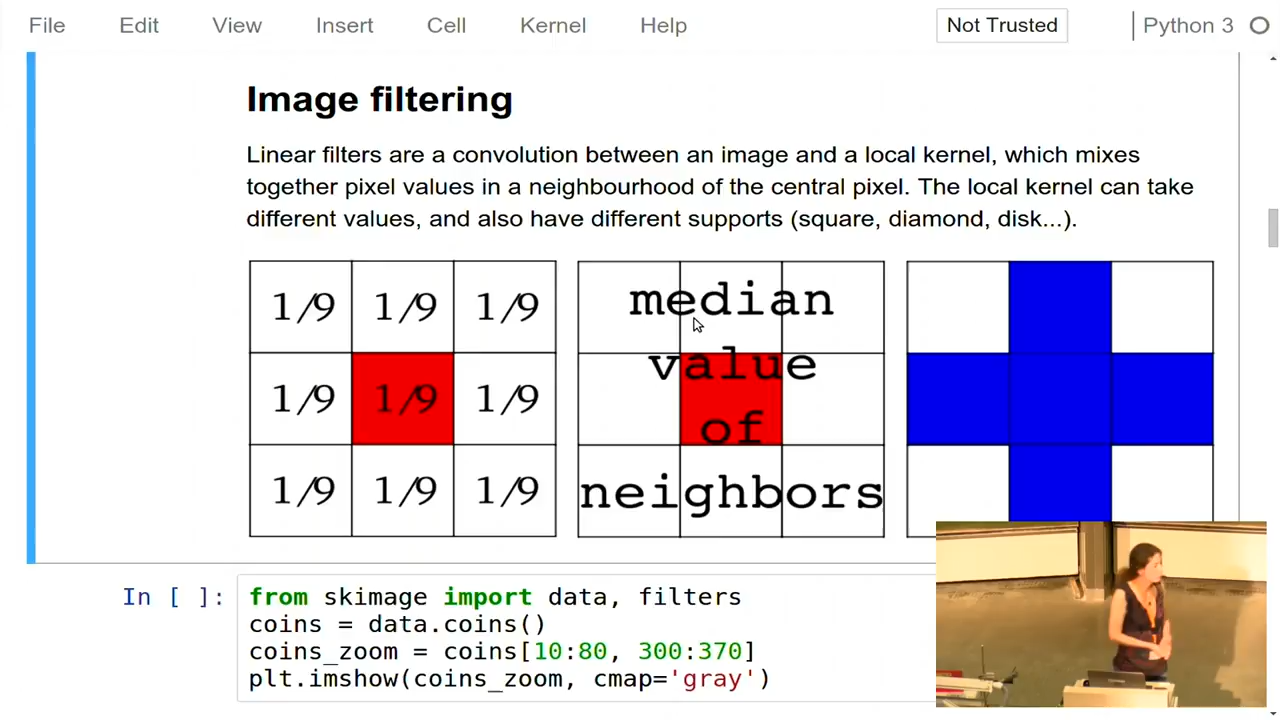 File Edit View Insert Cell Kernel Help Not Trusted Python 3
Image filtering
Linear filters are a convolution between an image and a local kernel, which mixes
together pixel values in a neighbourhood of the central pixel. The local kernel can take
different values, and also have different supports (square, diamond, disk...).
1/9 1/9 1/9
1/9 1/9 1/9
1/9 1/9 1/9
median
value
of
neighbors
In [ ]:
from skimage import data, filters
coins = data.coins()
coins_zoom = coins[10:80, 300:370]
plt.imshow(coins_zoom, cmap='gray')